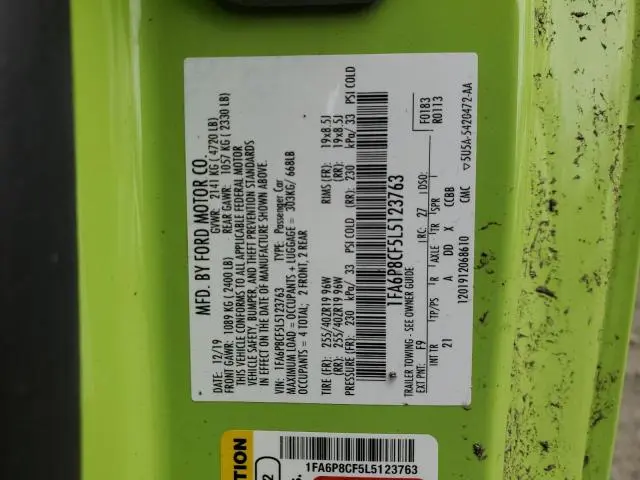 MFD. BY FORD MOTOR CO.
DATE: 12/19 GVWR: 2141 KG ( 4720 LB)
FRONT GAWR: 1089 KG ( 2400 LB) REAR GAWR: 1057 KG ( 2330 LB)
THIS VEHICLE CONFORMS TO ALL APPLICABLE FEDERAL MOTOR
VEHICLE SAFETY, BUMPER, AND THEFT PREVENTION STANDARDS
IN EFFECT ON THE DATE OF MANUFACTURE SHOWN ABOVE.
VIN: 1FA6P8CF5L5123763 TYPE: Passenger Car
MAXIMUM LOAD = OCCUPANTS + LUGGAGE = 303KG/ 668LB
OCCUPANTS = 4 TOTAL; 2 FRONT, 2 REAR
TIRE (FR): 255/40ZR19 96W RIMS (FR): 19x8.5J
(RR): 255/40ZR19 96W (RR): 19x8.5J
PRESSURE (FR): 230 kPa/ 33 PSI COLD (RR): 230 kPa/ 33 PSI COLD
1FA6P8CF5L5123763
TRAILER TOWING - SEE OWNER GUIDE F0183
EXT PNT: F9 RC: 27 DSO: R0113
INT TR TP/PS R AXLE TR SPR
21 A DD X CCBB
1201912068610 CMC 5U5A-5420472-AA
1FA6P8CF5L5123763